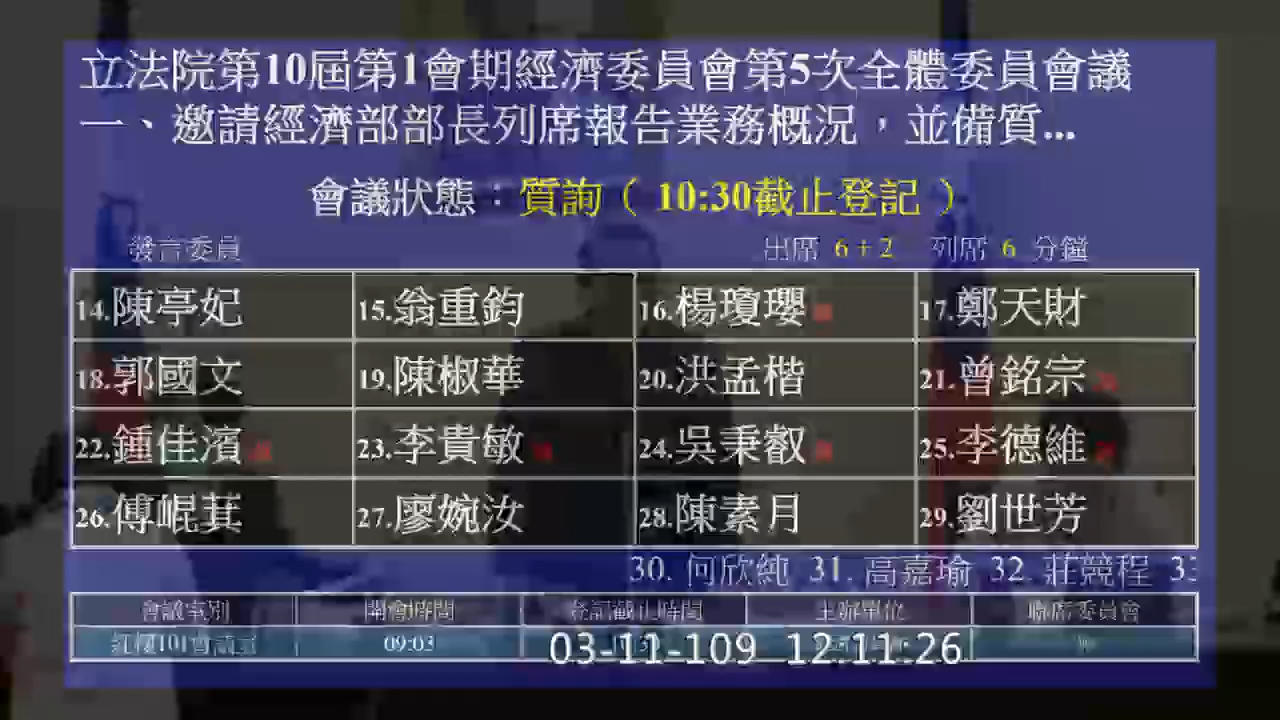 立法院第10屆第1會期經濟委員會第5次全體委員會議
一、邀請經濟部部長列席報告業務概況，並備質...
會議狀態：質詢（10:30截止登記）
發言委員 出席 6+2 列席 6 分鐘
14.陳亭妃 15.翁重鈞 16.楊瓊瓔 17.鄭天財
18.郭國文 19.陳椒華 20.洪孟楷 21.曾銘宗
22.鍾佳濱 23.李貴敏 24.吳秉叡 25.李德維
26.傅崐萁 27.廖婉汝 28.陳素月 29.劉世芳
30. 何欣純 31. 高嘉瑜 32. 莊競程 33
會議室別 開會時間 登記截止時間 主辦單位 聯席委員會
紅樓101會議室 09:03
03-11-109 12:11:26